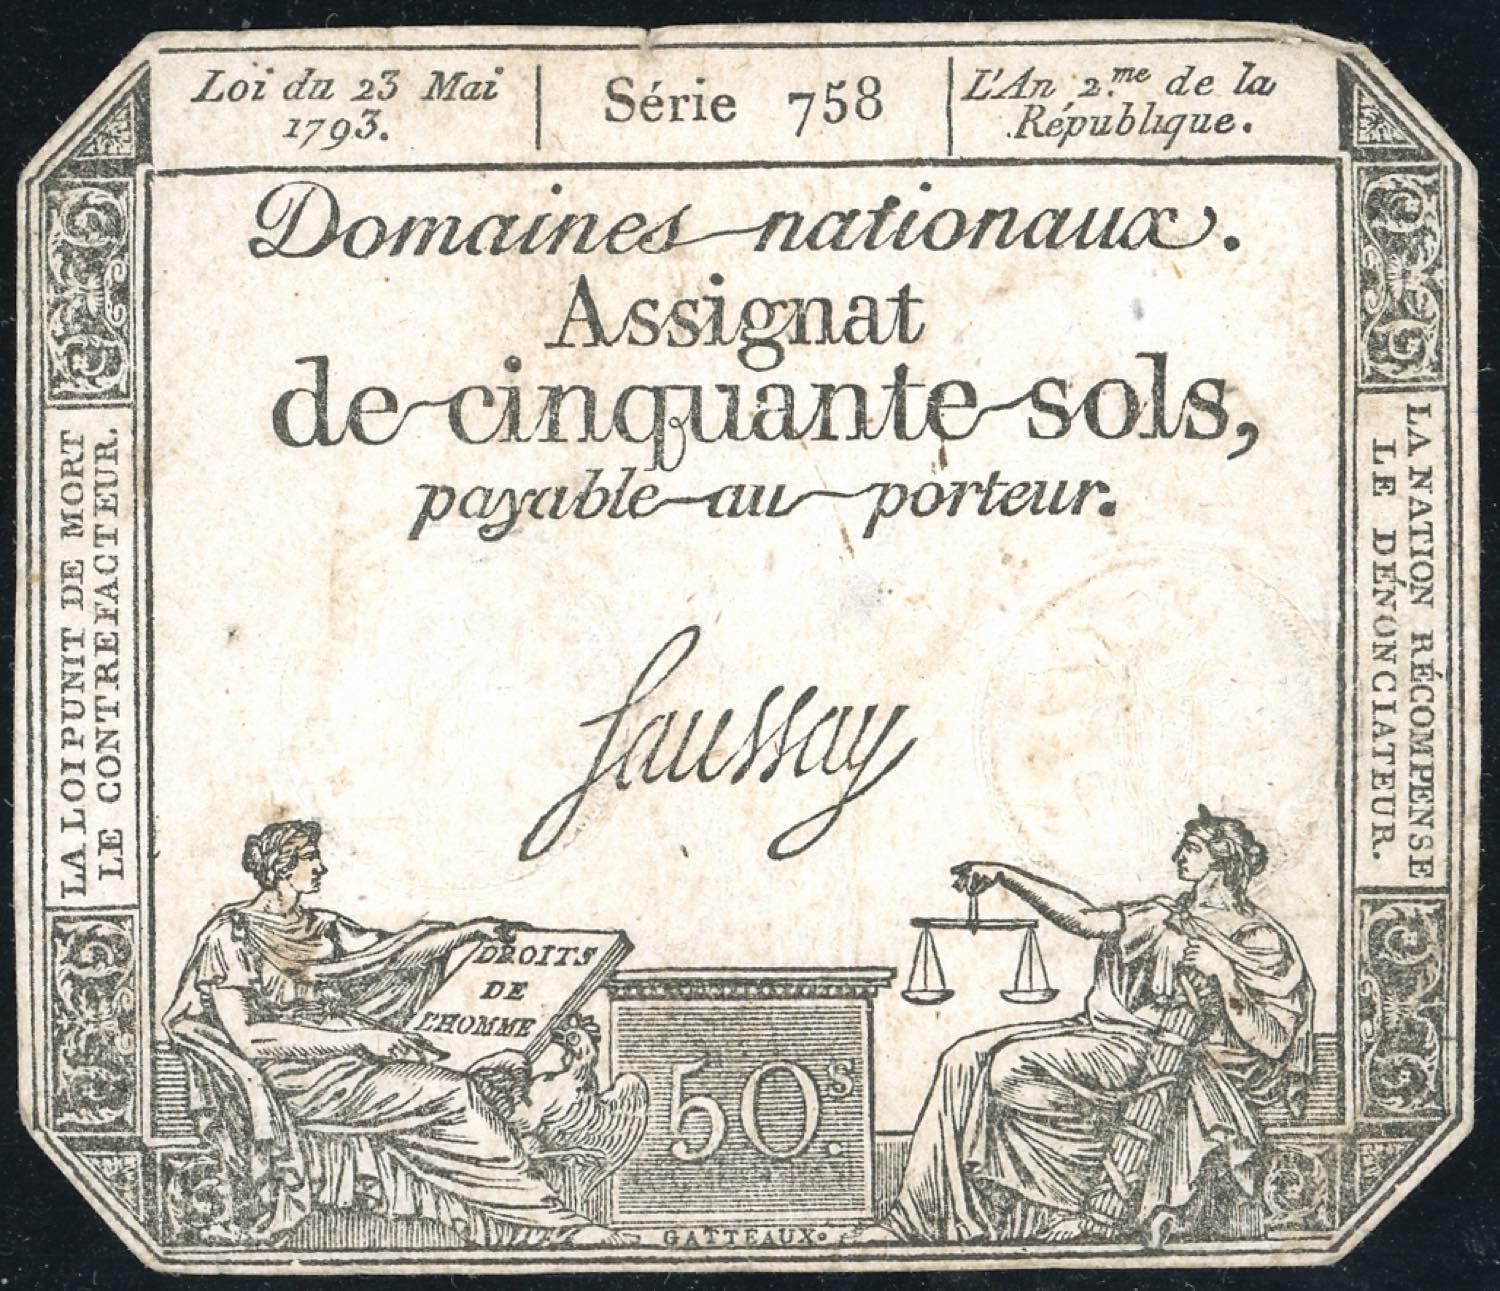 Loi du 23 Mai
1793.
Série 758
L'An 2.me de la
République.
Domaines nationaux.
Assignat
de cinquante sols,
payable au porteur.
LA LOI PUNIT DE MORT
LE CONTREFACTEUR.
LA NATION RÉCOMPENSE
LE DÉNONCIATEUR.
Saussay
DROITS
DE
L'HOMME
50.s
GATTEAUX.